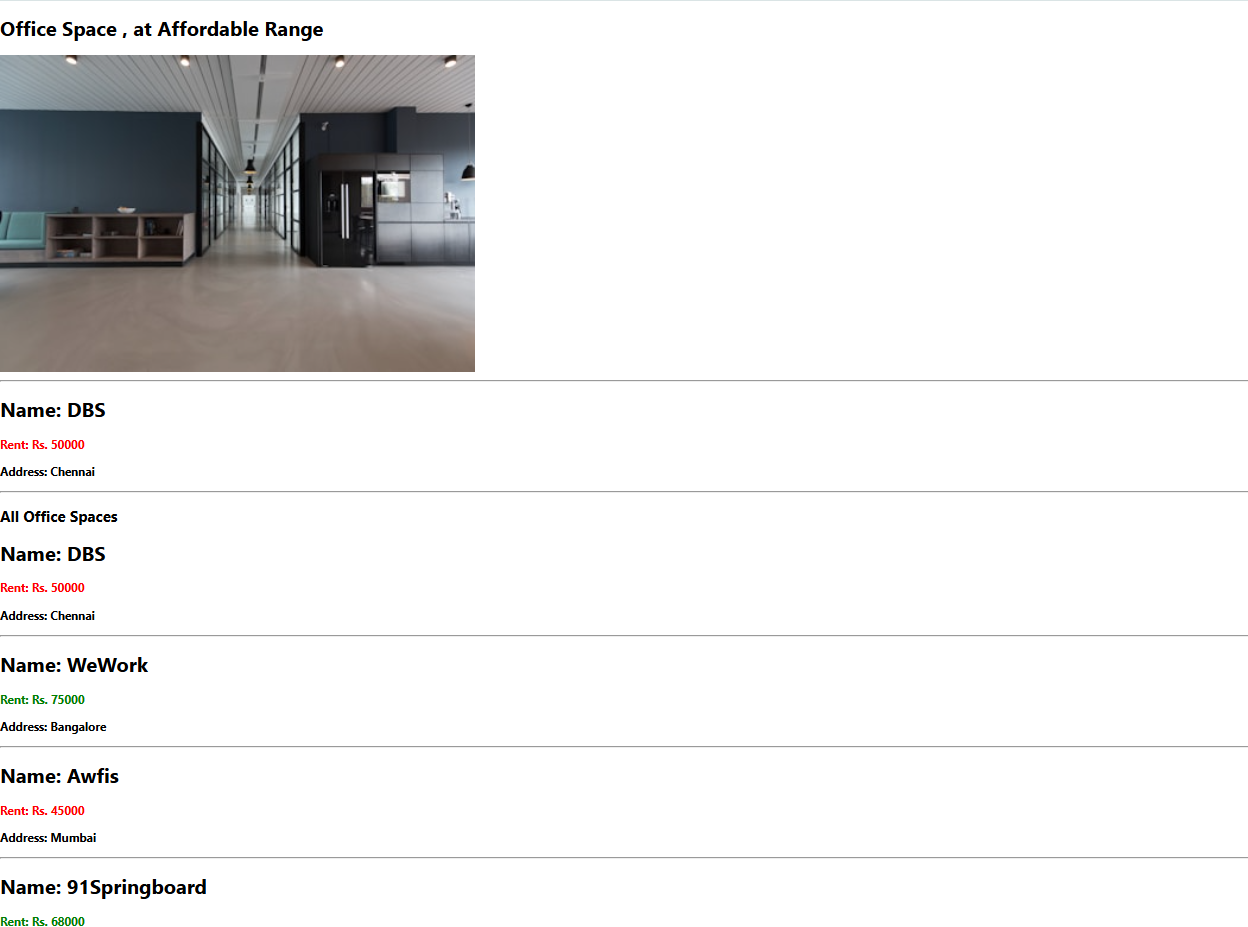 Office Space , at Affordable Range
Name: DBS
Rent: Rs. 50000
Address: Chennai
All Office Spaces
Name: DBS
Rent: Rs. 50000
Address: Chennai
Name: WeWork
Rent: Rs. 75000
Address: Bangalore
Name: Awfis
Rent: Rs. 45000
Address: Mumbai
Name: 91Springboard
Rent: Rs. 68000